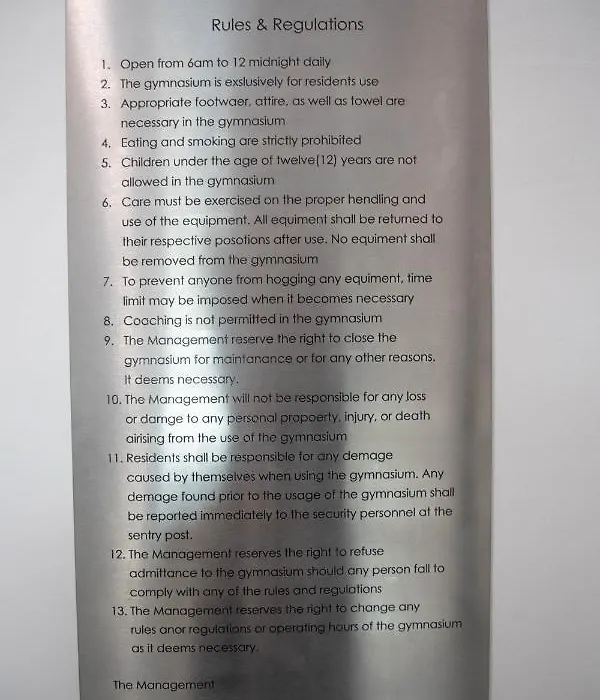 Rules & Regulations
1. Open from 6am to 12 midnight daily
2. The gymnasium is exslusively for residents use
3. Appropriate footwaer, attire, as well as towel are
necessary in the gymnasium
4. Eating and smoking are strictly prohibited
5. Children under the age of twelve(12) years are not
allowed in the gymnasium
6. Care must be exercised on the proper hendling and
use of the equipment. All equiment shall be returned to
their respective posotions after use. No equiment shall
be removed from the gymnasium
7. To prevent anyone from hogging any equiment, time
limit may be imposed when it becomes necessary
8. Coaching is not permitted in the gymnasium
9. The Management reserve the right to close the
gymnasium for maintanance or for any other reasons.
It deems necessary.
10. The Management will not be responsible for any loss
or damge to any personal propoerty, injury, or death
airising from the use of the gymnasium
11. Residents shall be responsible for any demage
caused by themselves when using the gymnasium. Any
demage found prior to the usage of the gymnasium shall
be reported immediately to the security personnel at the
sentry post.
12. The Management reserves the right to refuse
admittance to the gymnasium should any person fall to
comply with any of the rules and regulations
13. The Management reserves the right to change any
rules anor regulations or operating hours of the gymnasium
as it deems necessary.
The Management